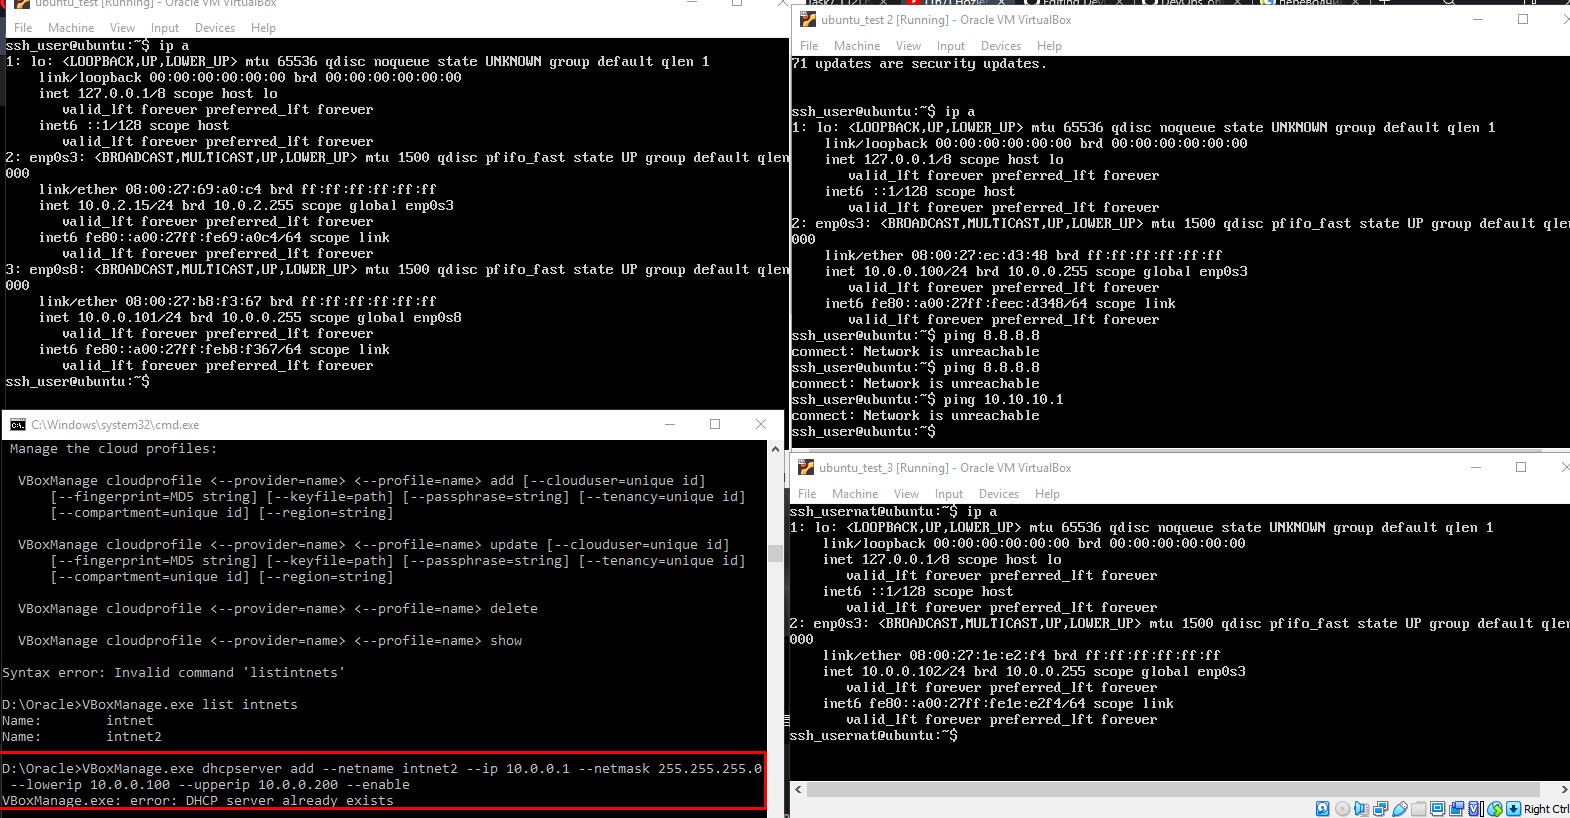 ubuntu_test [Running] - Oracle VM VirtualBox
File Machine View Input Devices Help
ssh_user@ubuntu:~$ ip a
1: lo: <LOOPBACK,UP,LOWER_UP> mtu 65536 qdisc noqueue state UNKNOWN group default qlen 1
link/loopback 00:00:00:00:00:00 brd 00:00:00:00:00:00
inet 127.0.0.1/8 scope host lo
valid_lft forever preferred_lft forever
inet6 ::1/128 scope host
valid_lft forever preferred_lft forever
2: enp0s3: <BROADCAST,MULTICAST,UP,LOWER_UP> mtu 1500 qdisc pfifo_fast state UP group default qlen
000
link/ether 08:00:27:69:a0:c4 brd ff:ff:ff:ff:ff:ff
inet 10.0.2.15/24 brd 10.0.2.255 scope global enp0s3
valid_lft forever preferred_lft forever
inet6 fe80::a00:27ff:fe69:a0c4/64 scope link
valid_lft forever preferred_lft forever
3: enp0s8: <BROADCAST,MULTICAST,UP,LOWER_UP> mtu 1500 qdisc pfifo_fast state UP group default qlen
000
link/ether 08:00:27:b8:f3:67 brd ff:ff:ff:ff:ff:ff
inet 10.0.0.101/24 brd 10.0.0.255 scope global enp0s8
valid_lft forever preferred_lft forever
inet6 fe80::a00:27ff:feb8:f367/64 scope link
valid_lft forever preferred_lft forever
ssh_user@ubuntu:~$
C:\Windows\system32\cmd.exe
Manage the cloud profiles:
VBoxManage cloudprofile <--provider=name> <--profile=name> add [--clouduser=unique id]
[--fingerprint=MD5 string] [--keyfile=path] [--passphrase=string] [--tenancy=unique id]
[--compartment=unique id] [--region=string]
VBoxManage cloudprofile <--provider=name> <--profile=name> update [--clouduser=unique id]
[--fingerprint=MD5 string] [--keyfile=path] [--passphrase=string] [--tenancy=unique id]
[--compartment=unique id] [--region=string]
VBoxManage cloudprofile <--provider=name> <--profile=name> delete
VBoxManage cloudprofile <--provider=name> <--profile=name> show
Syntax error: Invalid command 'listintnets'
D:\Oracle>VBoxManage.exe list intnets
Name: intnet
Name: intnet2
D:\Oracle>VBoxManage.exe dhcpserver add --netname intnet2 --ip 10.0.0.1 --netmask 255.255.255.0
--lowerip 10.0.0.100 --upperip 10.0.0.200 --enable
VBoxManage.exe: error: DHCP server already exists
ubuntu_test 2 [Running] - Oracle VM VirtualBox
File Machine View Input Devices Help
71 updates are security updates.
ssh_user@ubuntu:~$ ip a
1: lo: <LOOPBACK,UP,LOWER_UP> mtu 65536 qdisc noqueue state UNKNOWN group default qlen 1
link/loopback 00:00:00:00:00:00 brd 00:00:00:00:00:00
inet 127.0.0.1/8 scope host lo
valid_lft forever preferred_lft forever
inet6 ::1/128 scope host
valid_lft forever preferred_lft forever
2: enp0s3: <BROADCAST,MULTICAST,UP,LOWER_UP> mtu 1500 qdisc pfifo_fast state UP group default qlen
000
link/ether 08:00:27:ec:d3:48 brd ff:ff:ff:ff:ff:ff
inet 10.0.0.100/24 brd 10.0.0.255 scope global enp0s3
valid_lft forever preferred_lft forever
inet6 fe80::a00:27ff:feec:d348/64 scope link
valid_lft forever preferred_lft forever
ssh_user@ubuntu:~$ ping 8.8.8.8
connect: Network is unreachable
ssh_user@ubuntu:~$ ping 8.8.8.8
connect: Network is unreachable
ssh_user@ubuntu:~$ ping 10.10.10.1
connect: Network is unreachable
ssh_user@ubuntu:~$
ubuntu_test_3 [Running] - Oracle VM VirtualBox
File Machine View Input Devices Help
ssh_usernat@ubuntu:~$ ip a
1: lo: <LOOPBACK,UP,LOWER_UP> mtu 65536 qdisc noqueue state UNKNOWN group default qlen 1
link/loopback 00:00:00:00:00:00 brd 00:00:00:00:00:00
inet 127.0.0.1/8 scope host lo
valid_lft forever preferred_lft forever
inet6 ::1/128 scope host
valid_lft forever preferred_lft forever
2: enp0s3: <BROADCAST,MULTICAST,UP,LOWER_UP> mtu 1500 qdisc pfifo_fast state UP group default qlen
000
link/ether 08:00:27:1e:e2:f4 brd ff:ff:ff:ff:ff:ff
inet 10.0.0.102/24 brd 10.0.0.255 scope global enp0s3
valid_lft forever preferred_lft forever
inet6 fe80::a00:27ff:fe1e:e2f4/64 scope link
valid_lft forever preferred_lft forever
ssh_usernat@ubuntu:~$
Right Ctrl